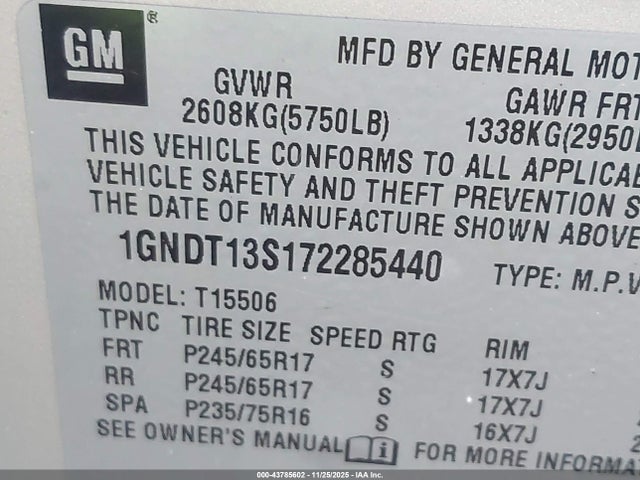 GM ®
MFD BY GENERAL MOT
GVWR GAWR FRT
2608KG(5750LB) 1338KG(2950L
THIS VEHICLE CONFORMS TO ALL APPLICAB
VEHICLE SAFETY AND THEFT PREVENTION S
THE DATE OF MANUFACTURE SHOWN ABOVE
1GNDT13S172285440 TYPE: M.P.V
MODEL: T15506
TPNC TIRE SIZE SPEED RTG RIM
FRT P245/65R17 S 17X7J
RR P245/65R17 S 17X7J
SPA P235/75R16 S 16X7J
SEE OWNER'S MANUAL i FOR MORE INFORMA
000-43785602 - 11/25/2025 - IAA Inc.